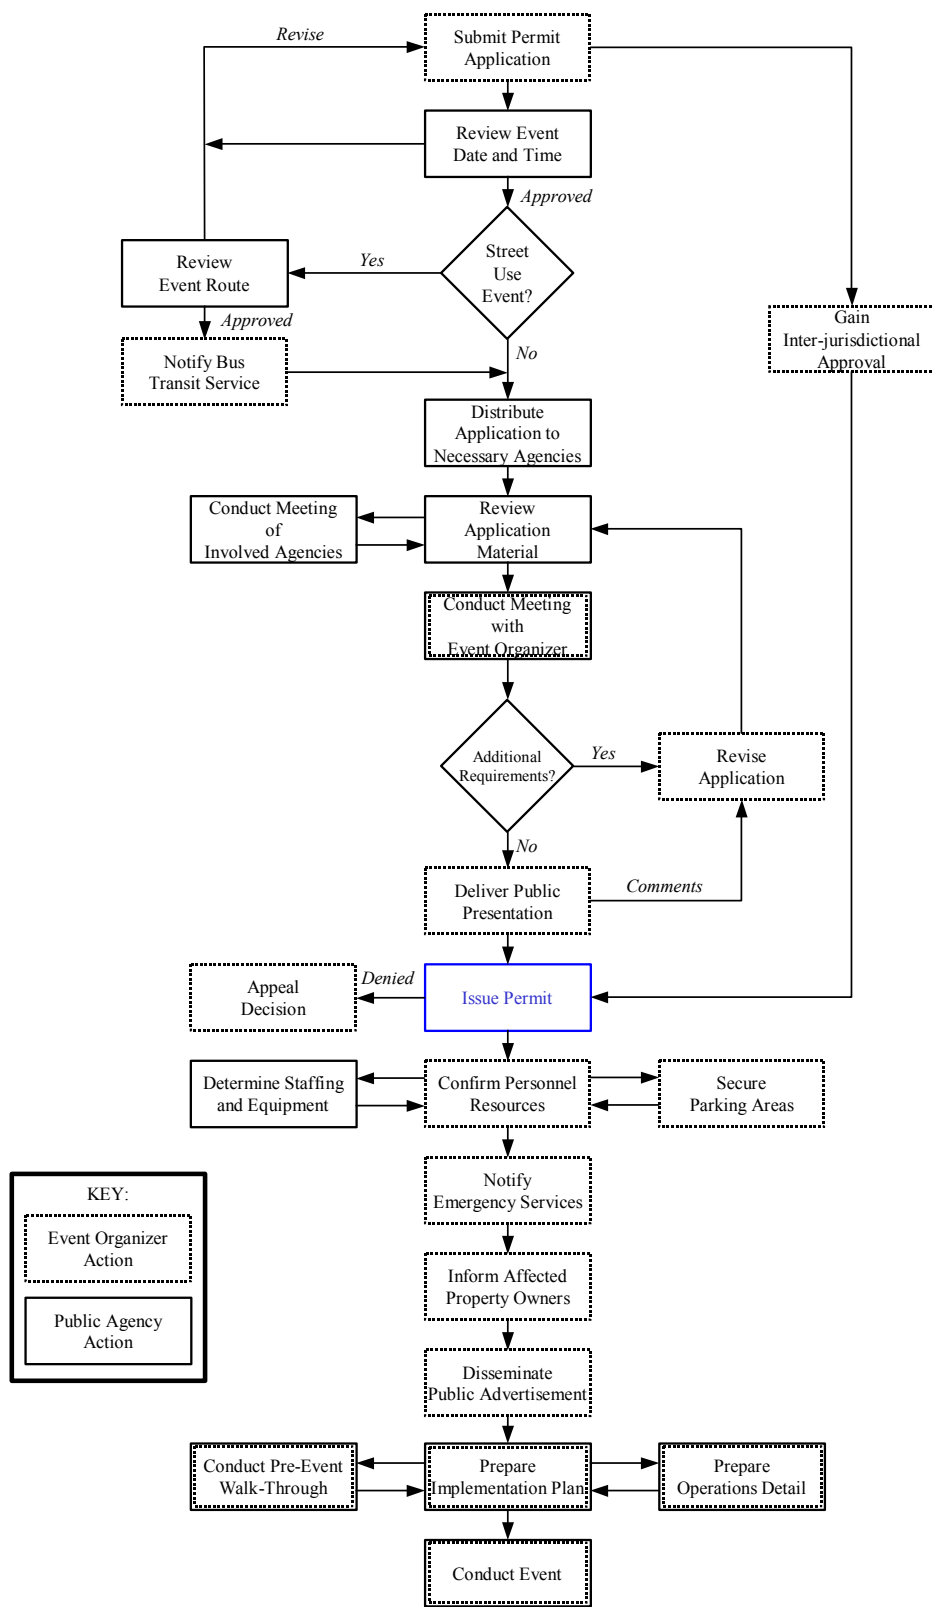 Revise
Submit Permit
Application
Review Event
Date and Time
Approved
Street
Use
Event?
Yes
Review
Event Route
Approved
No
Gain
Inter-jurisdictional
Approval
Notify Bus
Transit Service
Distribute
Application to
Necessary Agencies
Conduct Meeting
of
Involved Agencies
Review
Application
Material
Conduct Meeting
with
Event Organizer
Additional
Requirements?
Yes
Revise
Application
No
Deliver Public
Presentation
Comments
Appeal
Decision
Denied
Issue Permit
Determine Staffing
and Equipment
Confirm Personnel
Resources
Secure
Parking Areas
Notify
Emergency Services
KEY:
Event Organizer
Action
Public Agency
Action
Inform Affected
Property Owners
Disseminate
Public Advertisement
Conduct Pre-Event
Walk-Through
Prepare
Implementation Plan
Prepare
Operations Detail
Conduct Event